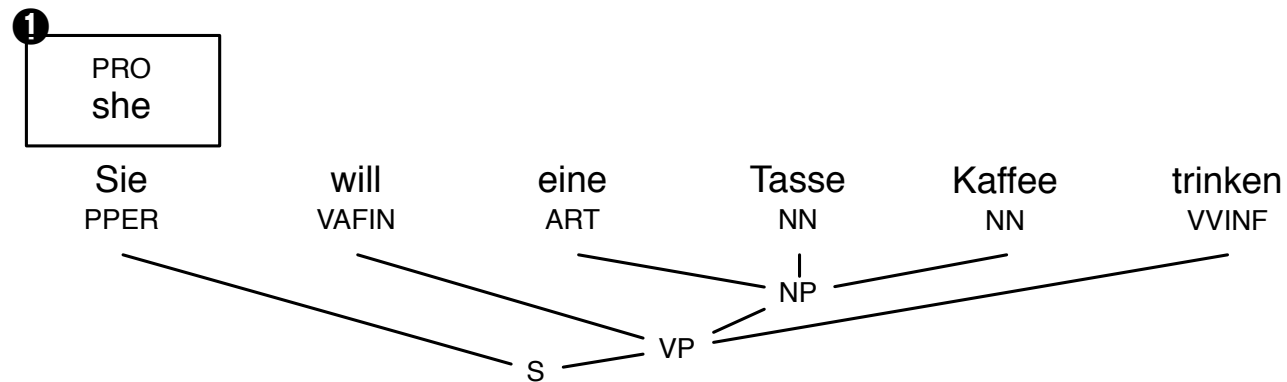 1
PRO
she
Sie will eine Tasse Kaffee trinken
PPER VAFIN ART NN NN VVINF
NP
VP
S